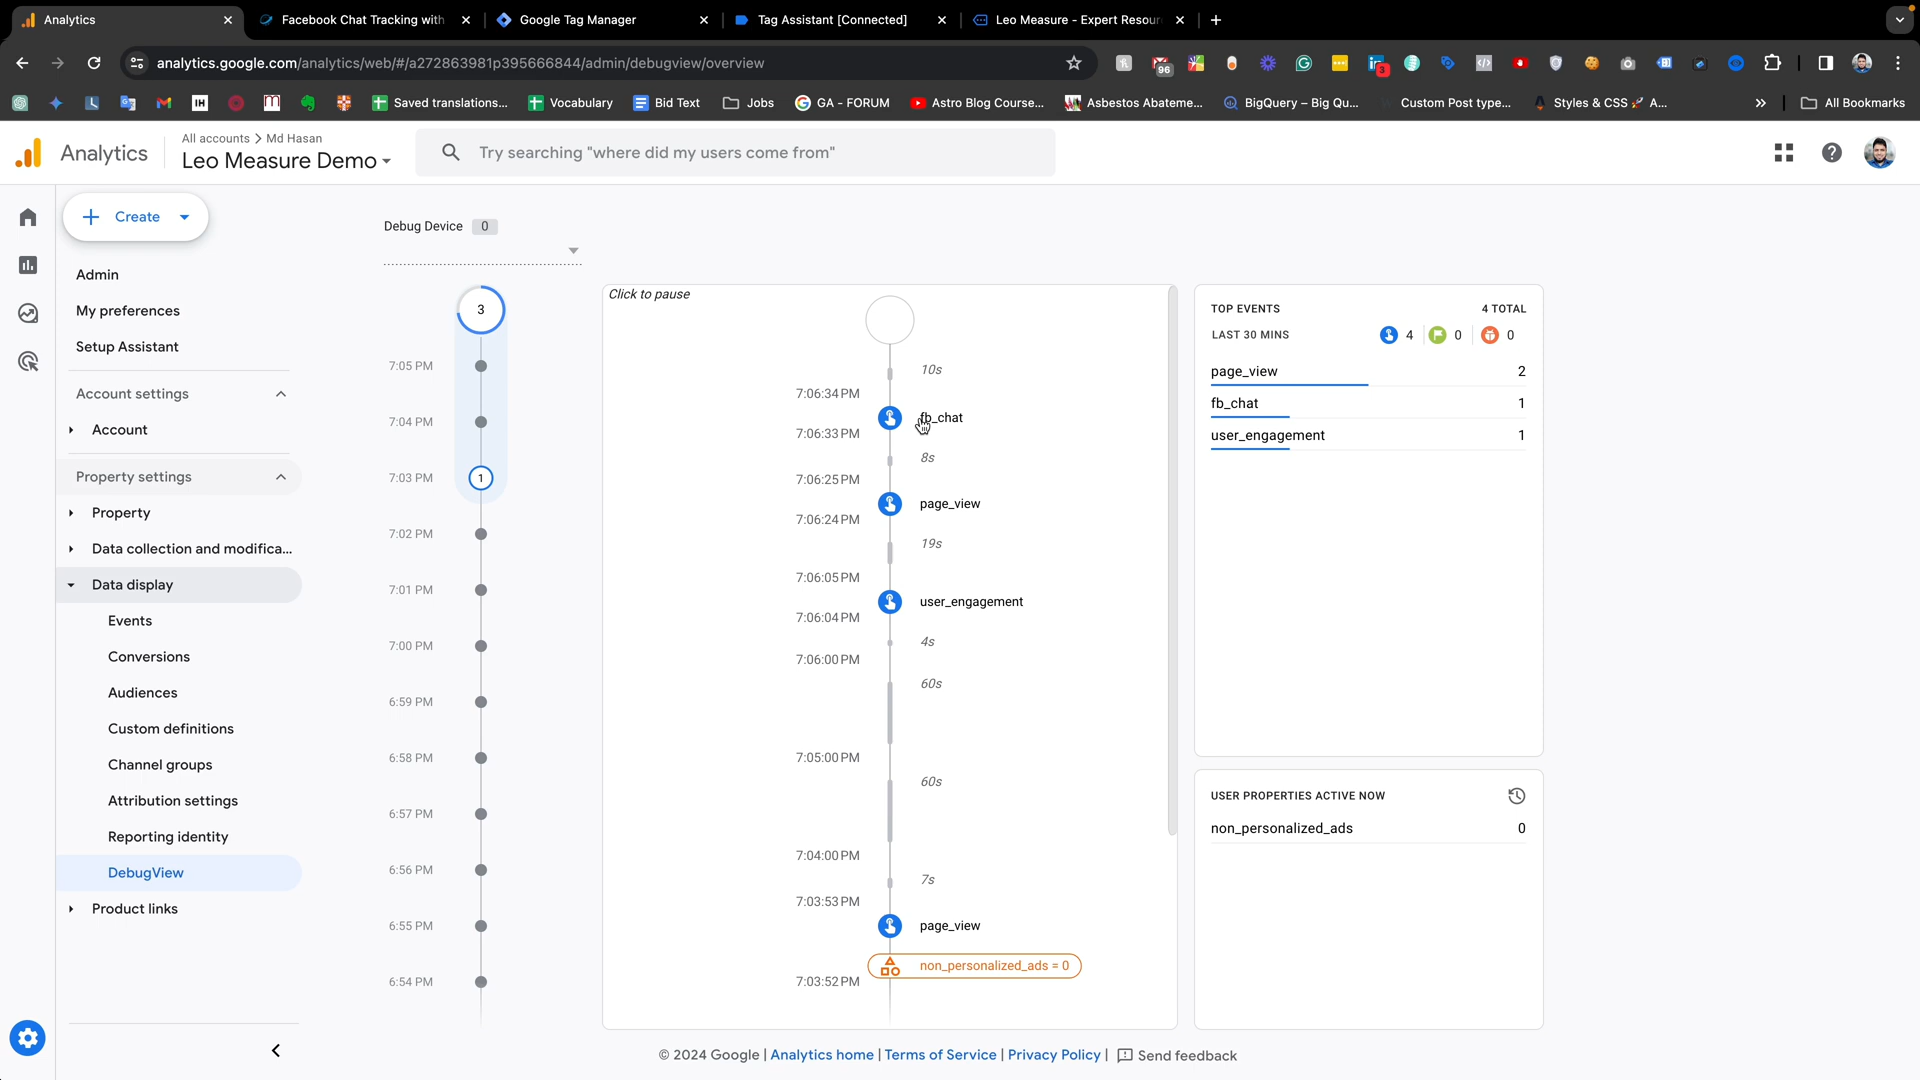 Analytics
Facebook Chat Tracking with
Google Tag Manager
Tag Assistant [Connected]
Leo Measure - Expert Resour
analytics.google.com/analytics/web/#/a272863981p395666844/admin/debugview/overview
96
3
Saved translations...
Vocabulary
Bid Text
Jobs
GA - FORUM
Astro Blog Course...
Asbestos Abateme...
BigQuery – Big Qu...
Custom Post type...
Styles & CSS 🚀 A...
All Bookmarks
Analytics
All accounts > Md Hasan
Leo Measure Demo
Try searching "where did my users come from"
Create
Admin
My preferences
Setup Assistant
Account settings
Account
Property settings
Property
Data collection and modifica...
Data display
Events
Conversions
Audiences
Custom definitions
Channel groups
Attribution settings
Reporting identity
DebugView
Product links
Debug Device 0
3
7:05 PM
7:04 PM
7:03 PM 1
7:02 PM
7:01 PM
7:00 PM
6:59 PM
6:58 PM
6:57 PM
6:56 PM
6:55 PM
6:54 PM
Click to pause
10s
7:06:34 PM
fb_chat
7:06:33 PM
8s
7:06:25 PM
page_view
7:06:24 PM
19s
7:06:05 PM
user_engagement
7:06:04 PM
4s
7:06:00 PM
60s
7:05:00 PM
60s
7:04:00 PM
7s
7:03:53 PM
page_view
non_personalized_ads = 0
7:03:52 PM
TOP EVENTS 4 TOTAL
LAST 30 MINS 4 0 0
page_view 2
fb_chat 1
user_engagement 1
USER PROPERTIES ACTIVE NOW
non_personalized_ads 0
© 2024 Google | Analytics home | Terms of Service | Privacy Policy | Send feedback